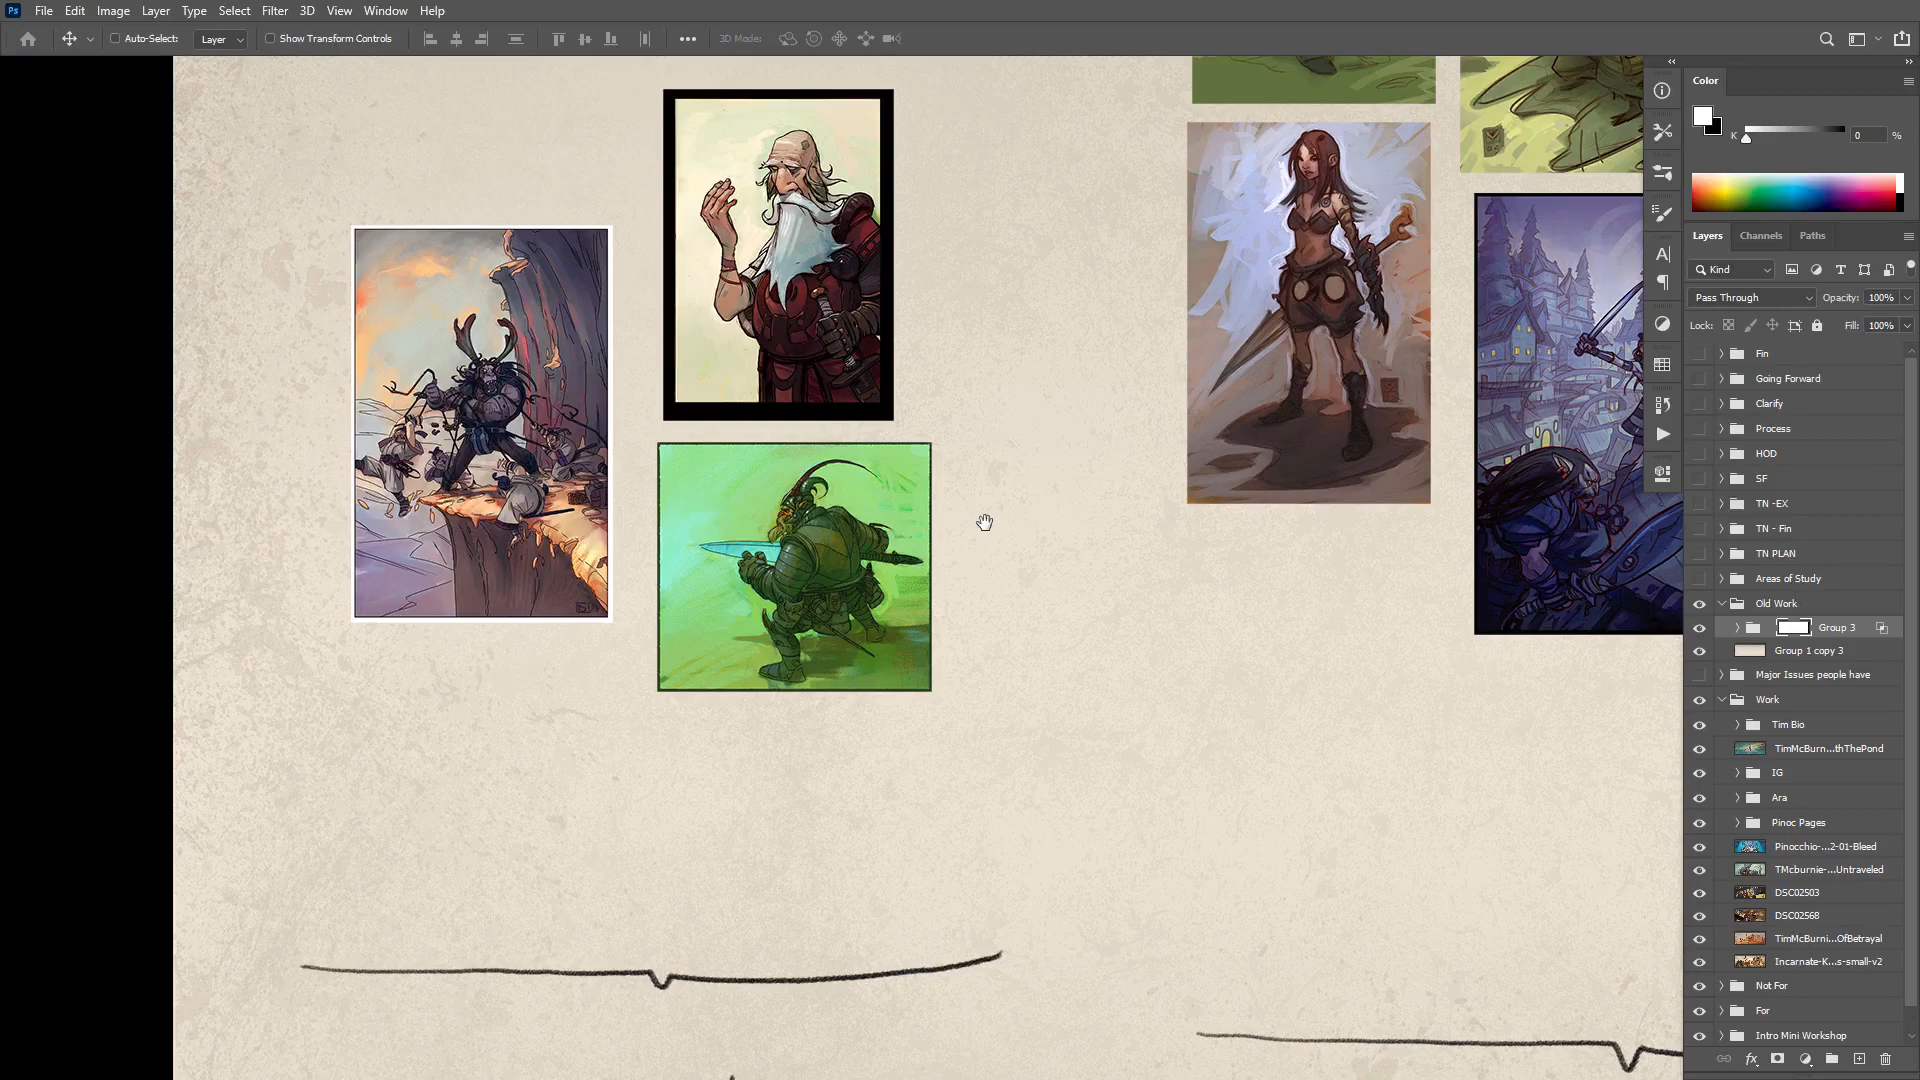 Ps File Edit Image Layer Type Select Filter 3D View Window Help
Auto-Select: Layer Show Transform Controls 3D Mode:
Color
K 0 %
Layers Channels Paths
Kind
Pass Through Opacity: 100%
Lock: Fill: 100%
Fin
Going Forward
Clarify
Process
HOD
SF
TN -EX
TN - Fin
TN PLAN
Areas of Study
Old Work
Group 3
Group 1 copy 3
Major Issues people have
Work
Tim Bio
TimMcBurn...thThePond
IG
Ara
Pinoc Pages
Pinocchio-...2-01-Bleed
TMcburnie-...Untraveled
DSC02503
DSC02568
TimMcBurni...OfBetrayal
Incarnate-K...s-small-v2
Not For
For
Intro Mini Workshop